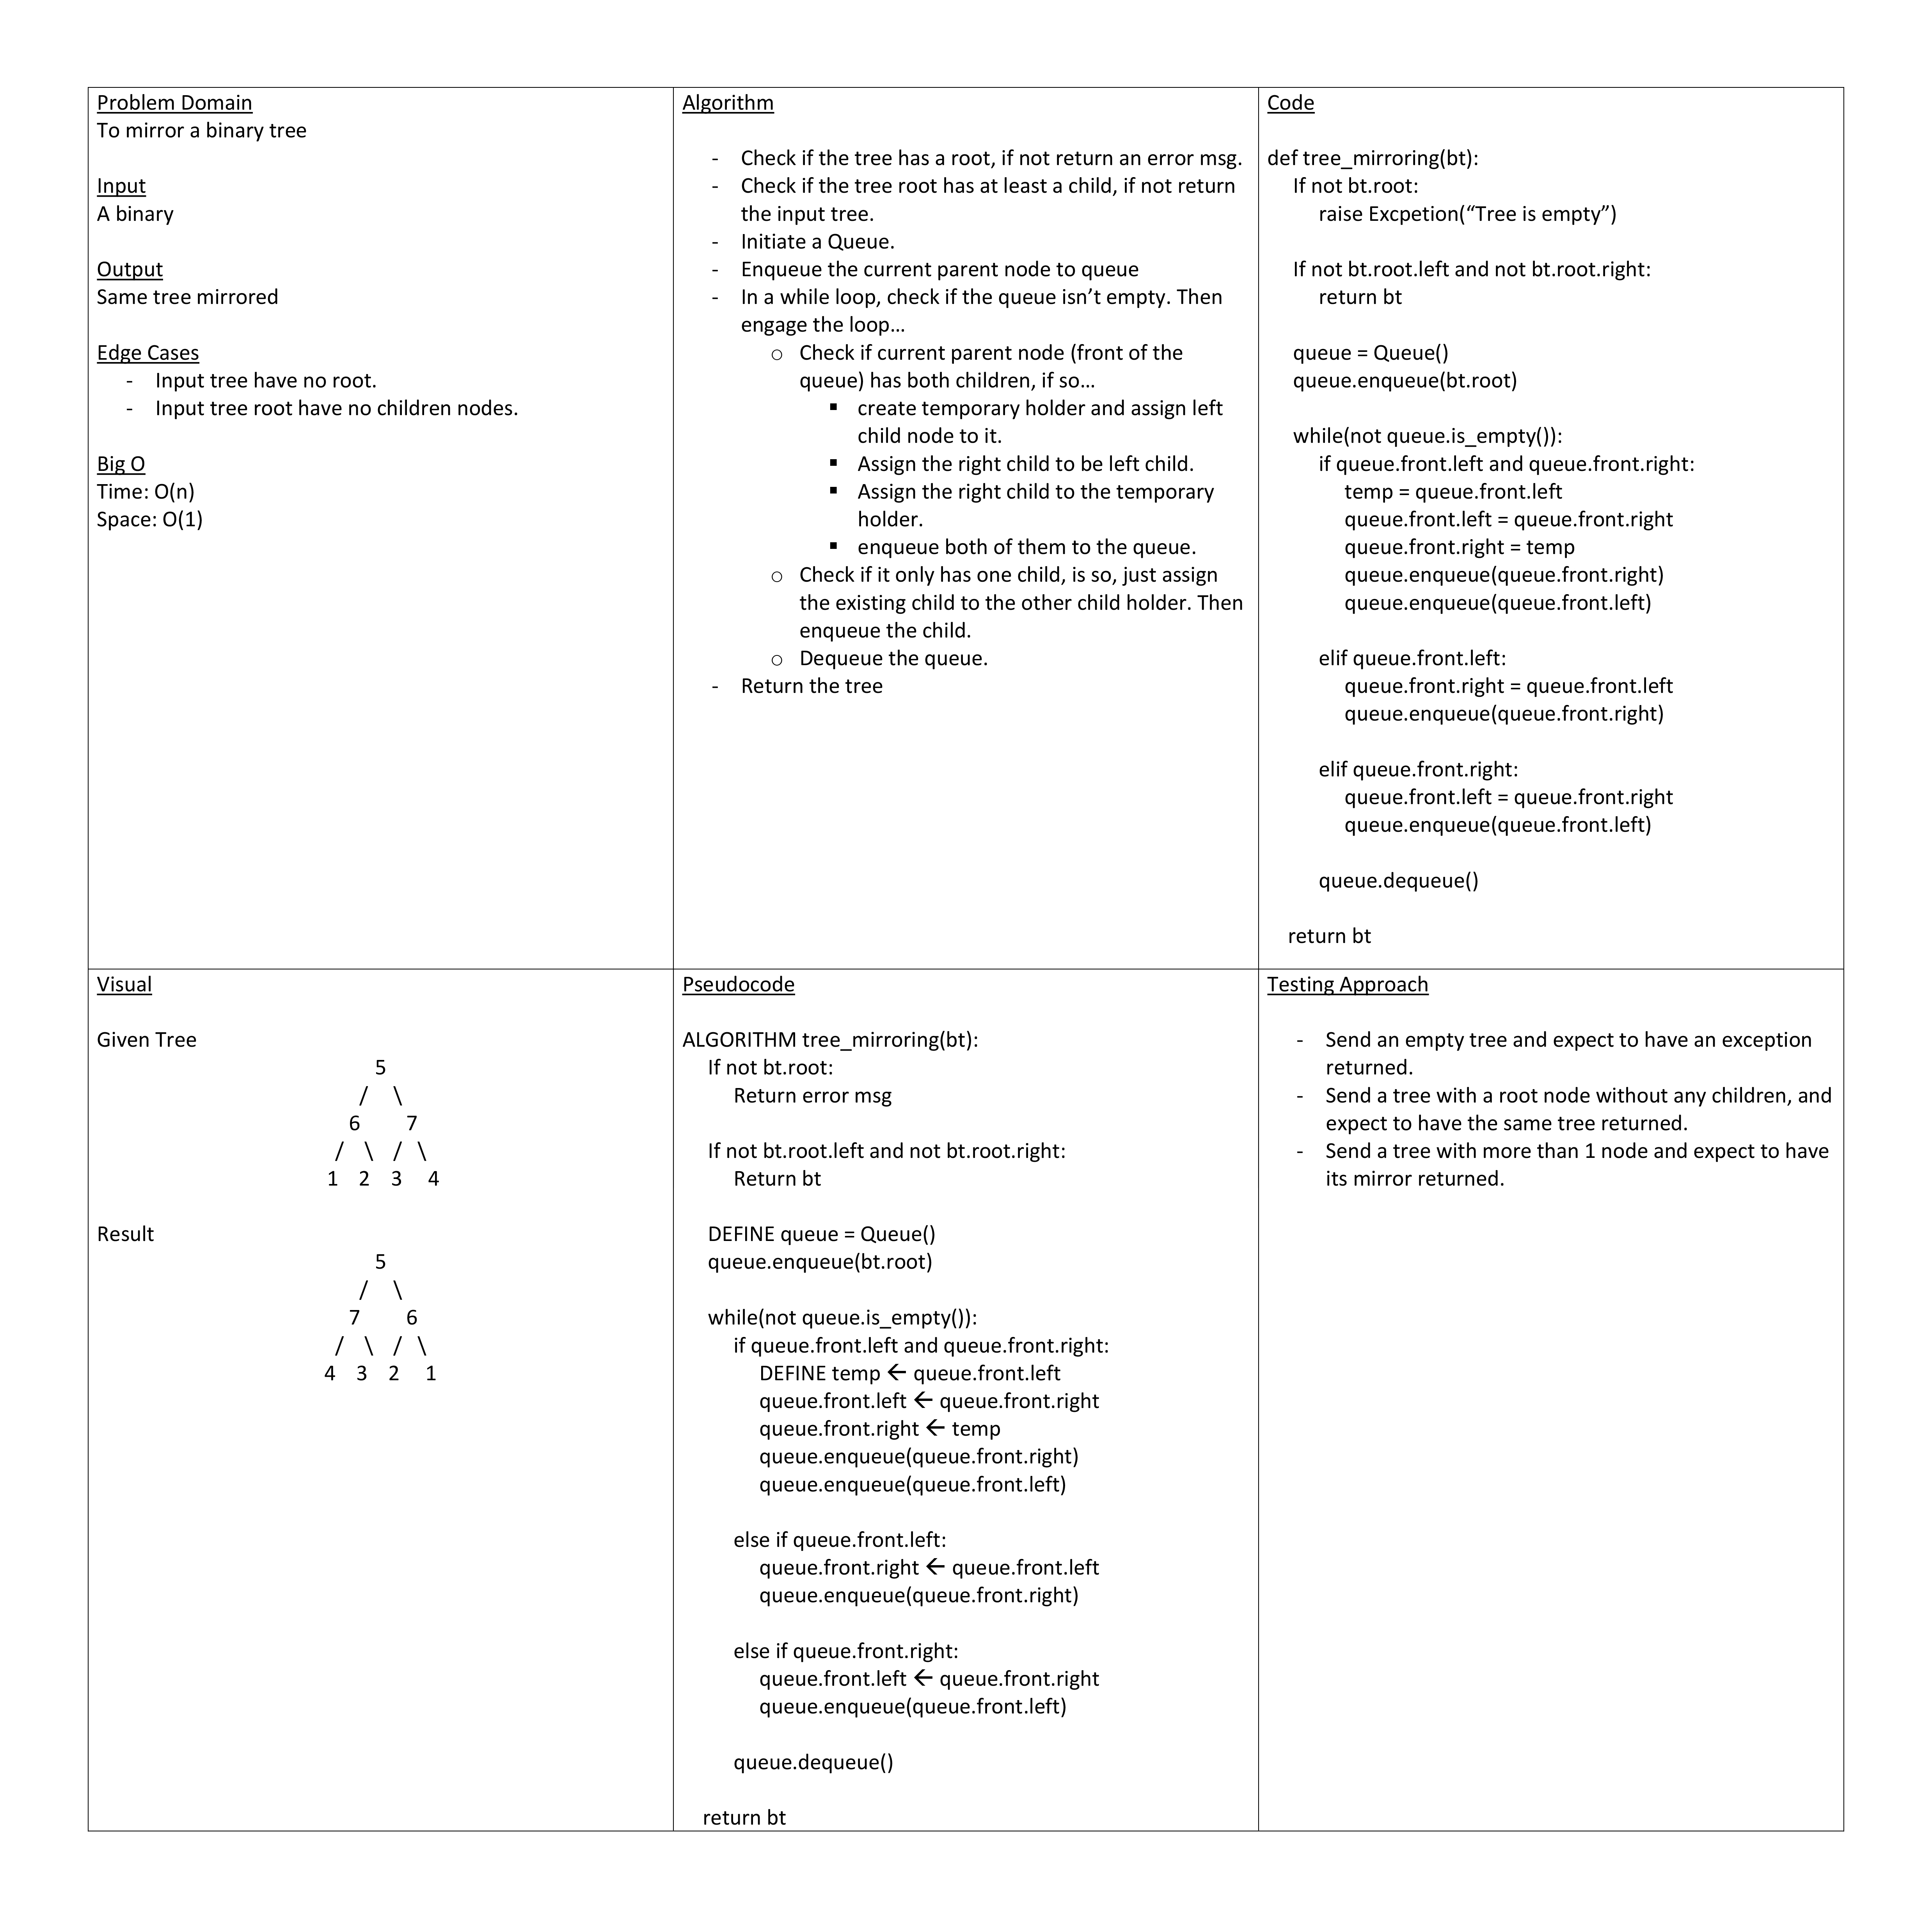 Problem Domain
To mirror a binary tree
Input
A binary
Output
Same tree mirrored
Edge Cases
- Input tree have no root.
- Input tree root have no children nodes.
Big O
Time: O(n)
Space: O(1)
Algorithm
- Check if the tree has a root, if not return an error msg.
- Check if the tree root has at least a child, if not return
the input tree.
- Initiate a Queue.
- Enqueue the current parent node to queue
- In a while loop, check if the queue isn't empty. Then
engage the loop…
o Check if current parent node (front of the
queue) has both children, if so…
▪ create temporary holder and assign left
child node to it.
▪ Assign the right child to be left child.
▪ Assign the right child to the temporary
holder.
▪ enqueue both of them to the queue.
o Check if it only has one child, is so, just assign
the existing child to the other child holder. Then
enqueue the child.
o Dequeue the queue.
- Return the tree
Code
def tree_mirroring(bt):
If not bt.root:
raise Excpetion(“Tree is empty”)
If not bt.root.left and not bt.root.right:
return bt
queue = Queue()
queue.enqueue(bt.root)
while(not queue.is_empty()):
if queue.front.left and queue.front.right:
temp = queue.front.left
queue.front.left = queue.front.right
queue.front.right = temp
queue.enqueue(queue.front.right)
queue.enqueue(queue.front.left)
elif queue.front.left:
queue.front.right = queue.front.left
queue.enqueue(queue.front.right)
elif queue.front.right:
queue.front.left = queue.front.right
queue.enqueue(queue.front.left)
queue.dequeue()
return bt
Visual
Given Tree
5
/ \
6 7
/ \ / \
1 2 3 4
Result
5
/ \
7 6
/ \ / \
4 3 2 1
Pseudocode
ALGORITHM tree_mirroring(bt):
If not bt.root:
Return error msg
If not bt.root.left and not bt.root.right:
Return bt
DEFINE queue = Queue()
queue.enqueue(bt.root)
while(not queue.is_empty()):
if queue.front.left and queue.front.right:
DEFINE temp ← queue.front.left
queue.front.left ← queue.front.right
queue.front.right ← temp
queue.enqueue(queue.front.right)
queue.enqueue(queue.front.left)
else if queue.front.left:
queue.front.right ← queue.front.left
queue.enqueue(queue.front.right)
else if queue.front.right:
queue.front.left ← queue.front.right
queue.enqueue(queue.front.left)
queue.dequeue()
return bt
Testing Approach
- Send an empty tree and expect to have an exception
returned.
- Send a tree with a root node without any children, and
expect to have the same tree returned.
- Send a tree with more than 1 node and expect to have
its mirror returned.